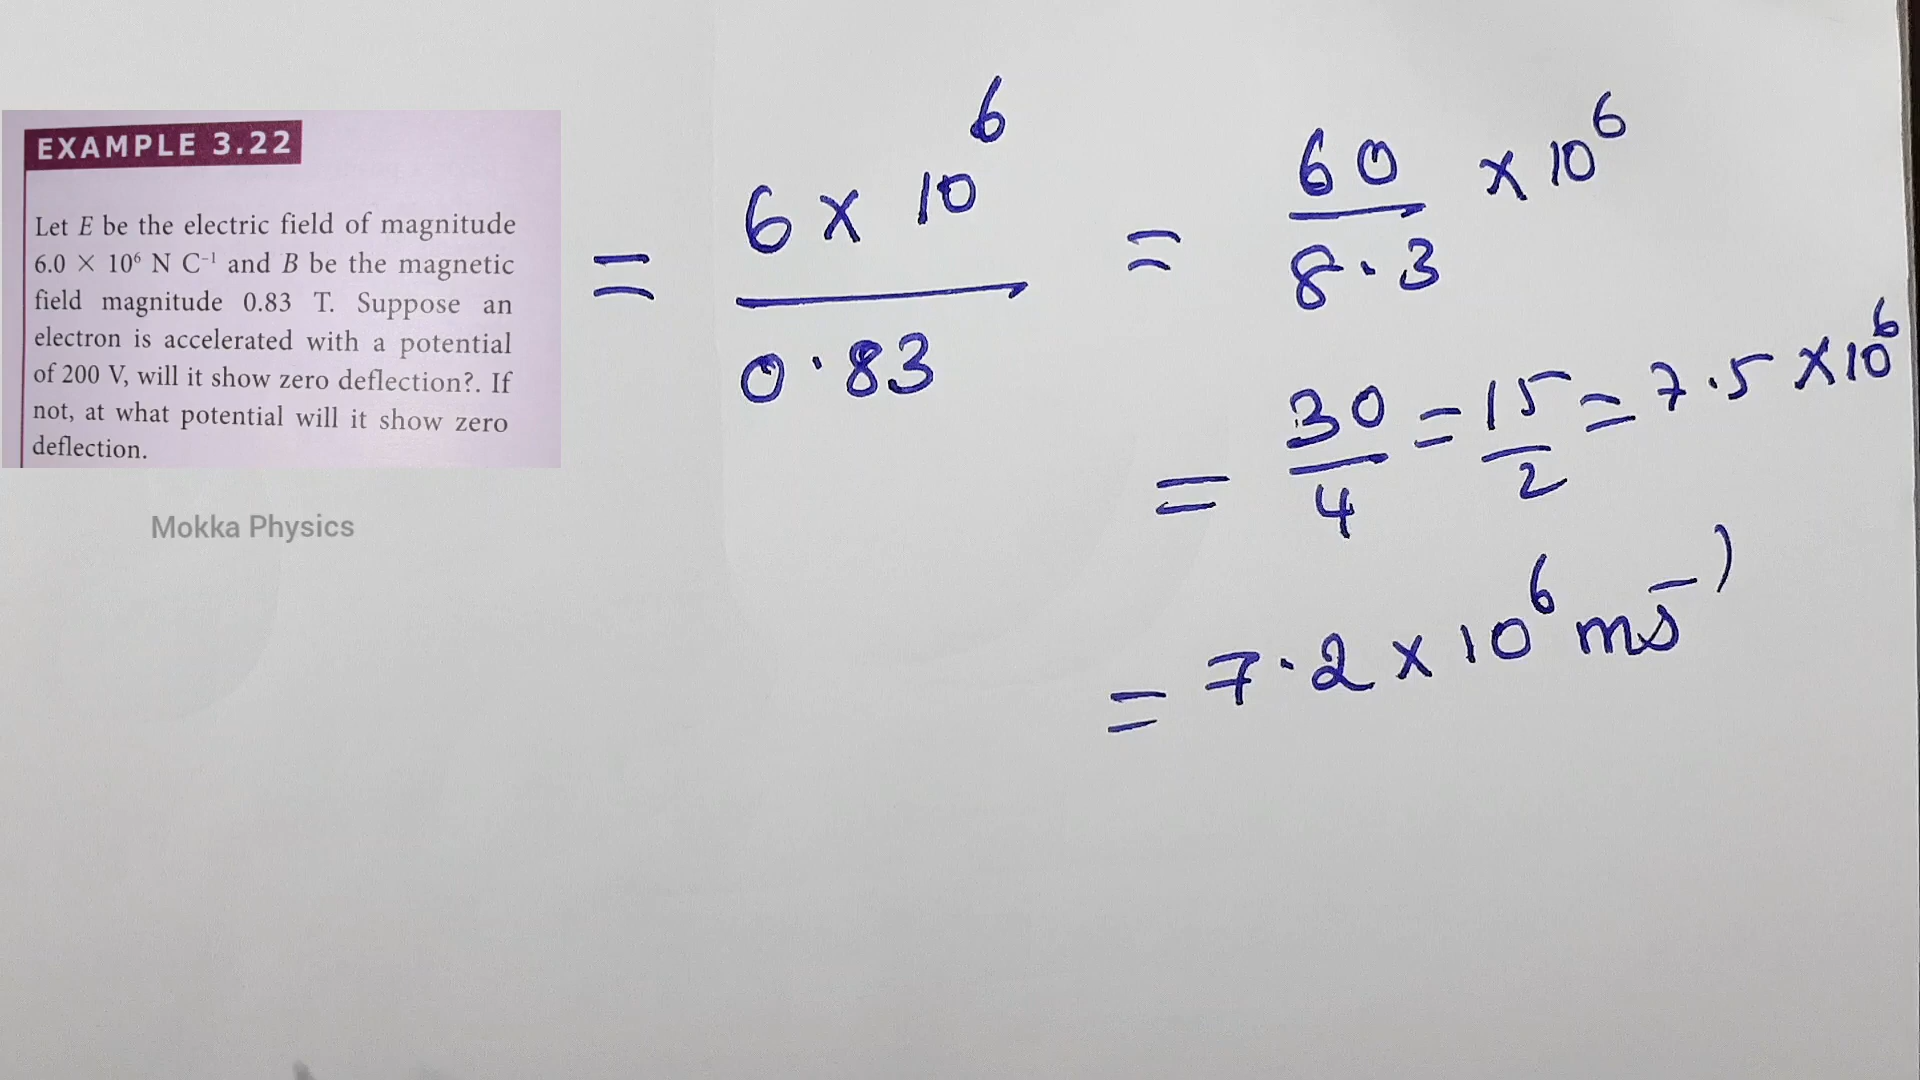 EXAMPLE 3.22
Let E be the electric field of magnitude
6.0 × 10⁶ N C⁻¹ and B be the magnetic
field magnitude 0.83 T. Suppose an
electron is accelerated with a potential
of 200 V, will it show zero deflection?. If
not, at what potential will it show zero
deflection.
Mokka Physics
= 6 × 10⁶ / 0.83 = 60 / 8.3 × 10⁶
= 30 / 4 = 15 / 2 = 7.5 × 10⁶
= 7.2 × 10⁶ ms⁻¹